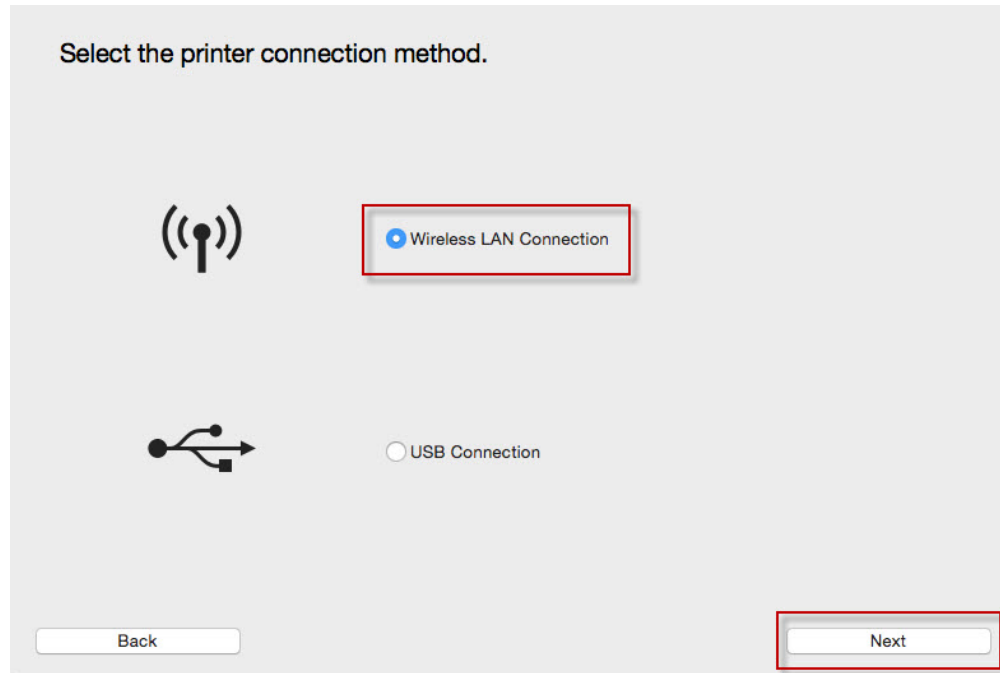 Select the printer connection method.
Wireless LAN Connection
USB Connection
Back
Next